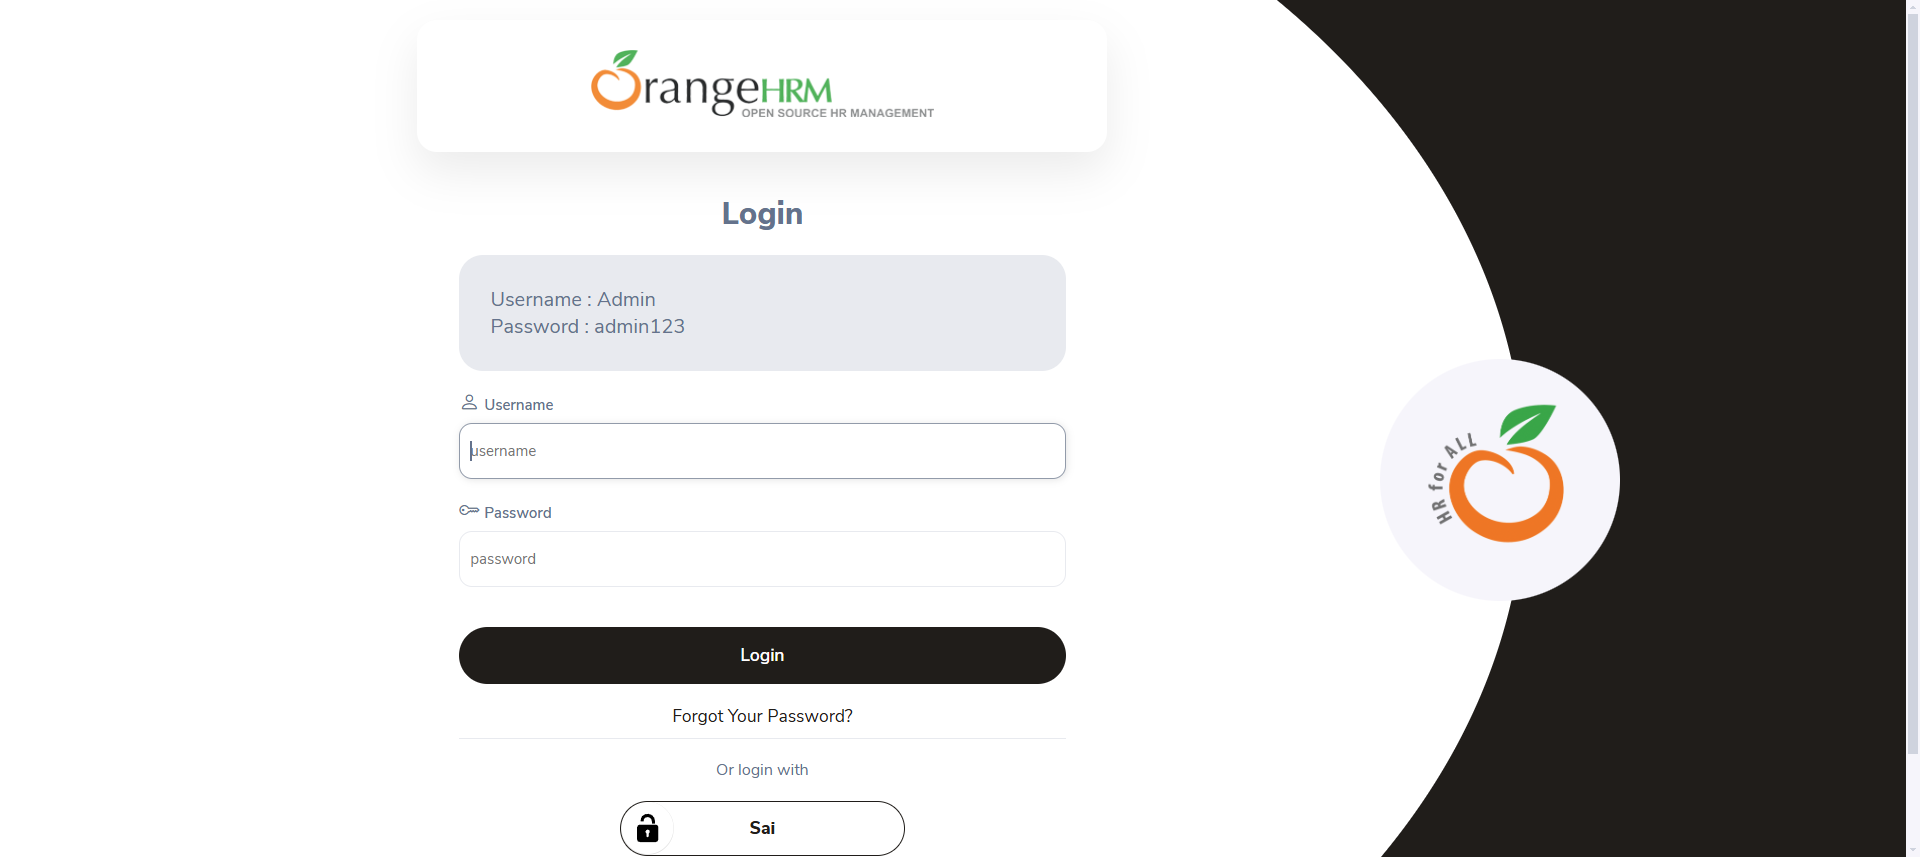 OrangeHRM
OPEN SOURCE HR MANAGEMENT
Login
Username : Admin
Password : admin123
Username
username
Password
password
Login
Forgot Your Password?
Or login with
Sai
HR for ALL